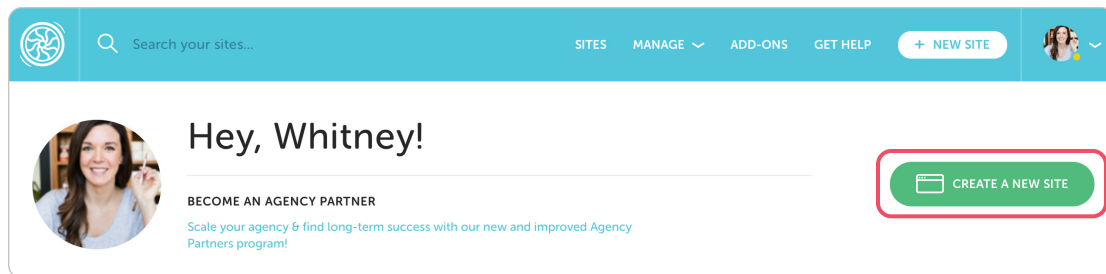 Search your sites...
SITES MANAGE ADD-ONS GET HELP + NEW SITE
Hey, Whitney!
CREATE A NEW SITE
BECOME AN AGENCY PARTNER
Scale your agency & find long-term success with our new and improved Agency
Partners program!